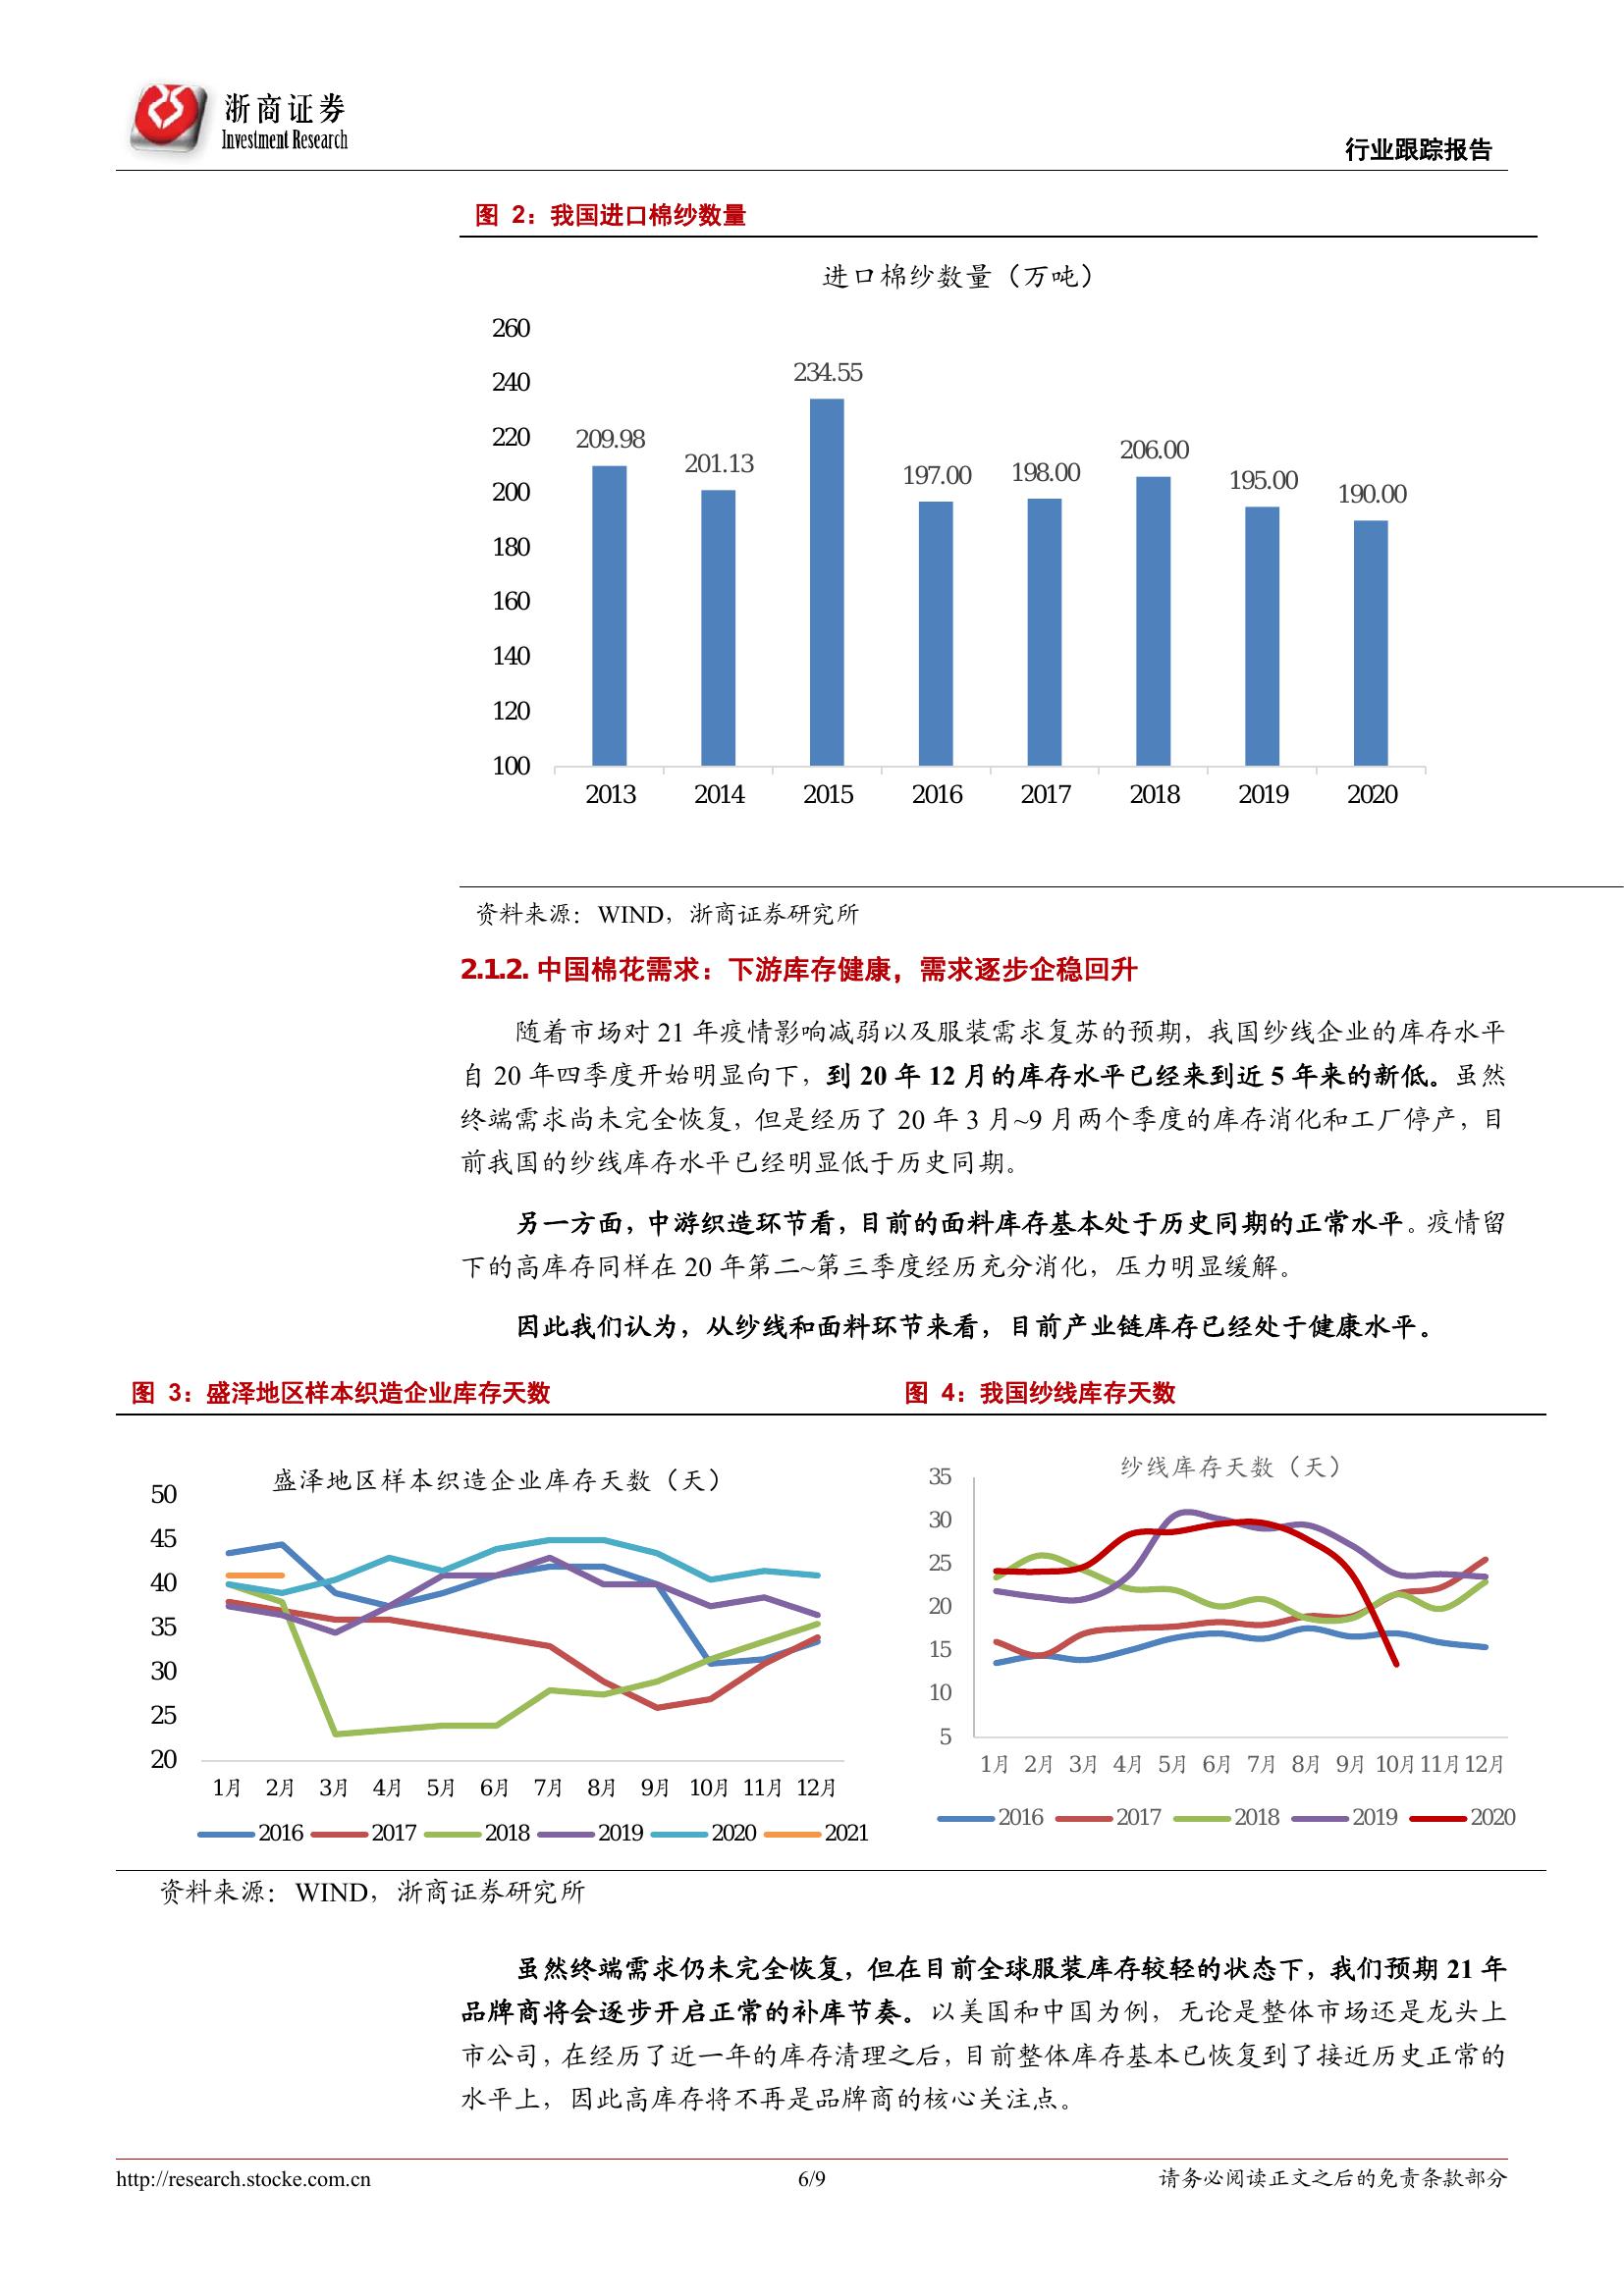 浙商证券
Investment Research
行业跟踪报告
图 2：我国进口棉纱数量
进口棉纱数量（万吨）
260
240
220
200
180
160
140
120
100
209.98
201.13
234.55
197.00
198.00
206.00
195.00
190.00
2013 2014 2015 2016 2017 2018 2019 2020
资料来源：WIND，浙商证券研究所
2.1.2. 中国棉花需求：下游库存健康，需求逐步企稳回升
随着市场对 21 年疫情影响减弱以及服装需求复苏的预期，我国纱线企业的库存水平
自 20 年四季度开始明显向下，到 20 年 12 月的库存水平已经来到近 5 年来的新低。虽然
终端需求尚未完全恢复，但是经历了 20 年 3 月~9 月两个季度的库存消化和工厂停产，目
前我国的纱线库存水平已经明显低于历史同期。
另一方面，中游织造环节看，目前的面料库存基本处于历史同期的正常水平。疫情留
下的高库存同样在 20 年第二~第三季度经历充分消化，压力明显缓解。
因此我们认为，从纱线和面料环节来看，目前产业链库存已经处于健康水平。
图 3：盛泽地区样本织造企业库存天数
盛泽地区样本织造企业库存天数（天）
50
45
40
35
30
25
20
1月 2月 3月 4月 5月 6月 7月 8月 9月 10月 11月 12月
2016 2017 2018 2019 2020 2021
图 4：我国纱线库存天数
纱线库存天数（天）
35
30
25
20
15
10
5
1月 2月 3月 4月 5月 6月 7月 8月 9月 10月 11月 12月
2016 2017 2018 2019 2020
资料来源：WIND，浙商证券研究所
虽然终端需求仍未完全恢复，但在目前全球服装库存较轻的状态下，我们预期 21 年
品牌商将会逐步开启正常的补库节奏。以美国和中国为例，无论是整体市场还是龙头上
市公司，在经历了近一年的库存清理之后，目前整体库存基本已恢复到了接近历史正常的
水平上，因此高库存将不再是品牌商的核心关注点。
http://research.stocke.com.cn
6/9
请务必阅读正文之后的免责条款部分